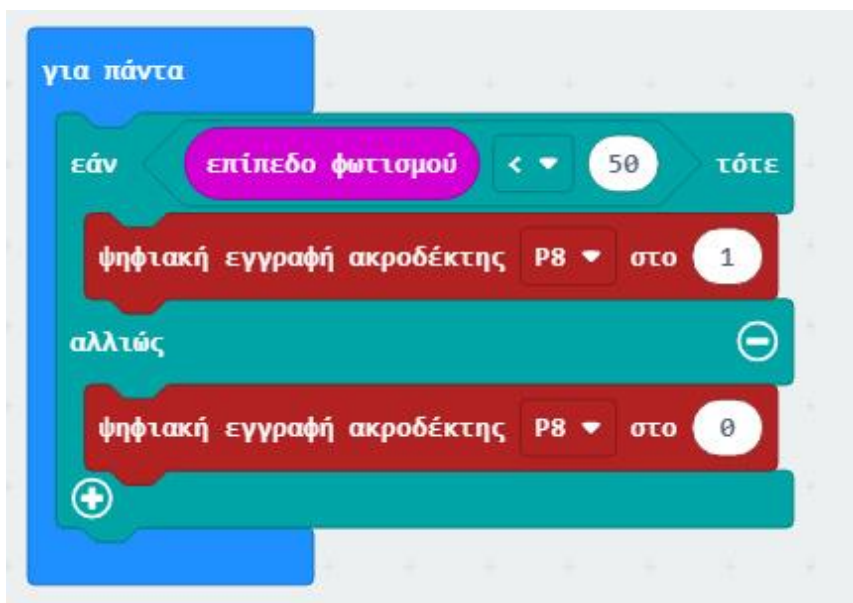 για πάντα
εάν επίπεδο φωτισμού < 50 τότε
ψηφιακή εγγραφή ακροδέκτης P8 στο 1
αλλιώς
ψηφιακή εγγραφή ακροδέκτης P8 στο 0